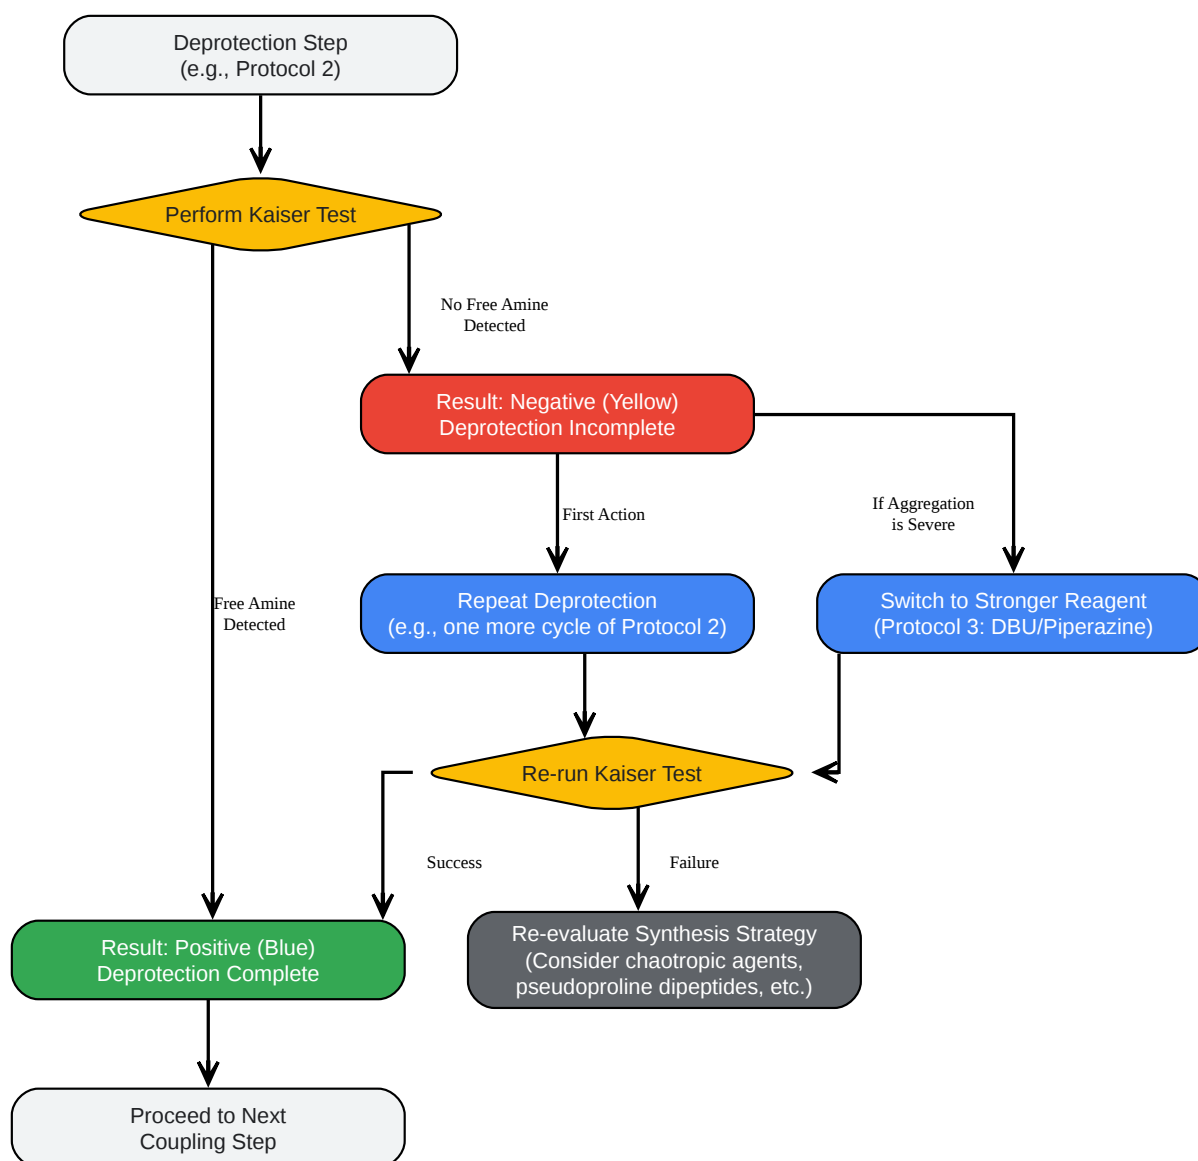 Deprotection Step
(e.g., Protocol 2)
Perform Kaiser Test
No Free Amine
Detected
Result: Negative (Yellow)
Deprotection Incomplete
First Action
If Aggregation
is Severe
Free Amine
Detected
Repeat Deprotection
(e.g., one more cycle of Protocol 2)
Switch to Stronger Reagent
(Protocol 3: DBU/Piperazine)
Re-run Kaiser Test
Success
Failure
Result: Positive (Blue)
Deprotection Complete
Re-evaluate Synthesis Strategy
(Consider chaotropic agents,
pseudoproline dipeptides, etc.)
Proceed to Next
Coupling Step